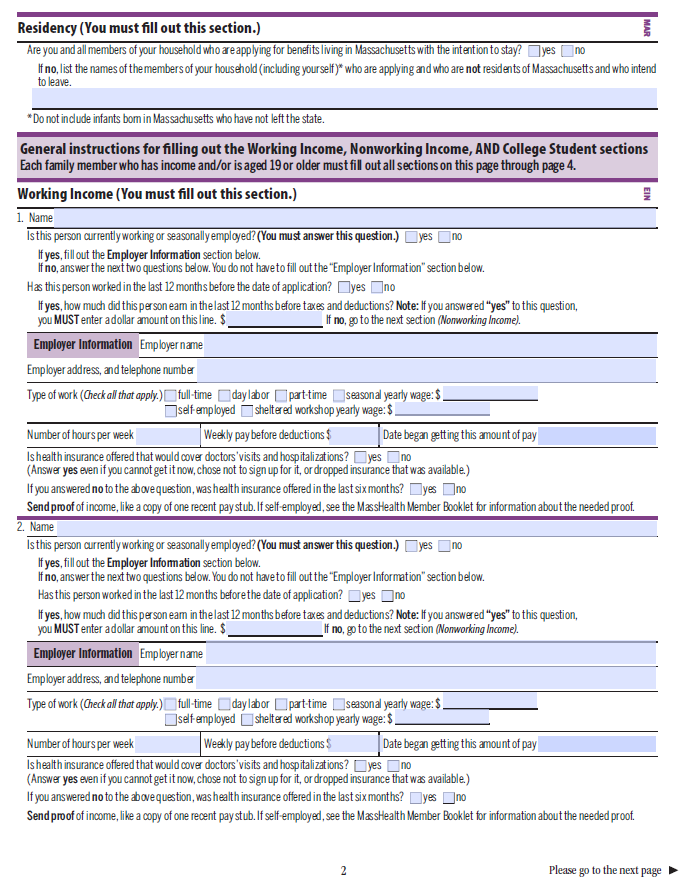 Residency (You must fill out this section.)
MAR
Are you and all members of your household who are applying for benefits living in Massachusetts with the intention to stay? yes no
If no, list the names of the members of your household (including yourself)* who are applying and who are not residents of Massachusetts and who intend
to leave.
*Do not include infants born in Massachusetts who have not left the state.
General instructions for filling out the Working Income, Nonworking Income, AND College Student sections
Each family member who has income and/or is aged 19 or older must fill out all sections on this page through page 4.
Working Income (You must fill out this section.)
EIN
1. Name
Is this person currently working or seasonally employed? (You must answer this question.) yes no
If yes, fill out the Employer Information section below.
If no, answer the next two questions below. You do not have to fill out the "Employer Information" section below.
Has this person worked in the last 12 months before the date of application? yes no
If yes, how much did this person earn in the last 12 months before taxes and deductions? Note: If you answered "yes" to this question,
you MUST enter a dollar amount on this line. $ If no, go to the next section (Nonworking Income).
Employer Information Employer name
Employer address, and telephone number
Type of work (Check all that apply.) full-time day labor part-time seasonal yearly wage: $
self-employed sheltered workshop yearly wage: $
Number of hours per week Weekly pay before deductions $ Date began getting this amount of pay
Is health insurance offered that would cover doctors' visits and hospitalizations? yes no
(Answer yes even if you cannot get it now, chose not to sign up for it, or dropped insurance that was available.)
If you answered no to the above question, was health insurance offered in the last six months? yes no
Send proof of income, like a copy of one recent pay stub. If self-employed, see the MassHealth Member Booklet for information about the needed proof.
2. Name
Is this person currently working or seasonally employed? (You must answer this question.) yes no
If yes, fill out the Employer Information section below.
If no, answer the next two questions below. You do not have to fill out the "Employer Information" section below.
Has this person worked in the last 12 months before the date of application? yes no
If yes, how much did this person earn in the last 12 months before taxes and deductions? Note: If you answered "yes" to this question,
you MUST enter a dollar amount on this line. $ If no, go to the next section (Nonworking Income).
Employer Information Employer name
Employer address, and telephone number
Type of work (Check all that apply.) full-time day labor part-time seasonal yearly wage: $
self-employed sheltered workshop yearly wage: $
Number of hours per week Weekly pay before deductions $ Date began getting this amount of pay
Is health insurance offered that would cover doctors' visits and hospitalizations? yes no
(Answer yes even if you cannot get it now, chose not to sign up for it, or dropped insurance that was available.)
If you answered no to the above question, was health insurance offered in the last six months? yes no
Send proof of income, like a copy of one recent pay stub. If self-employed, see the MassHealth Member Booklet for information about the needed proof.
2
Please go to the next page ►